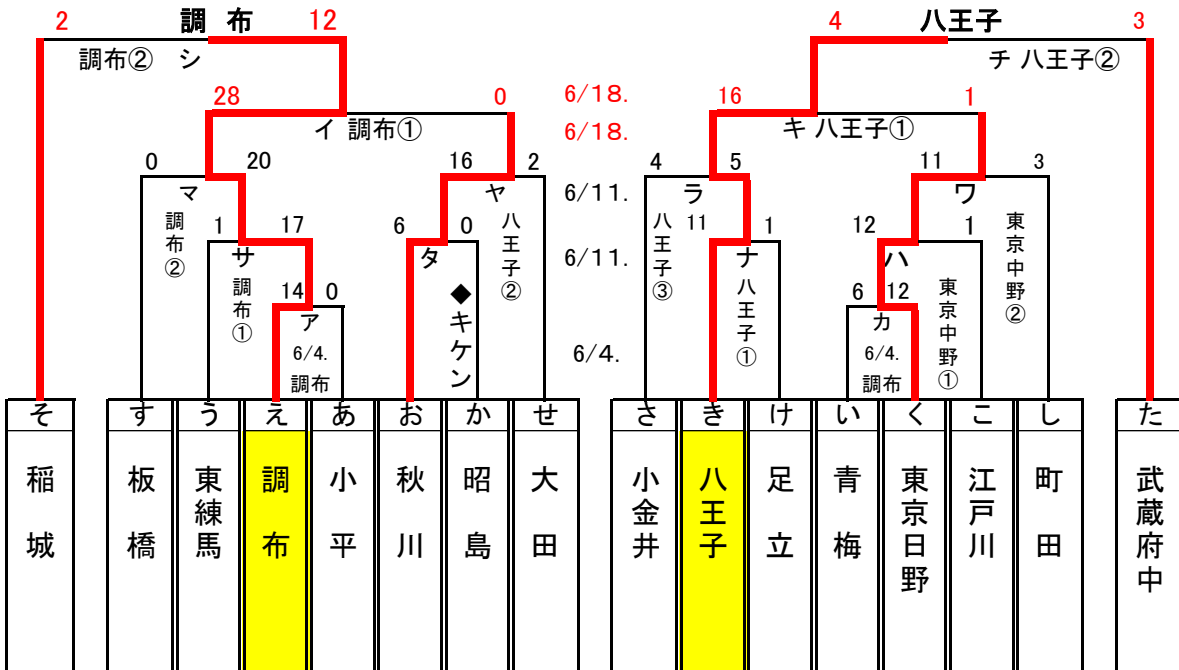 2 調布 12 4 八王子 3
調布② シ チ 八王子②
28 0 6/18. 16 1
イ 調布① 6/18. キ 八王子①
0 20 16 2 4 5 11 3
マ ヤ 6/11. ラ ワ
調布② 1 17 6 0 八王子② 八王子③ 11 1 12 1 東京中野②
サ タ 6/11. ナ ハ
調布① 14 0 ◆キケン 八王子① 6 12 東京中野①
ア カ
6/4. 6/4. 6/4.
調布 調布
そ す う え あ お か せ さ き け い く こ し た
稲城 板橋 東練馬 調布 小平 秋川 昭島 大田 小金井 八王子 足立 青梅 東京日野 江戸川 町田 武蔵府中